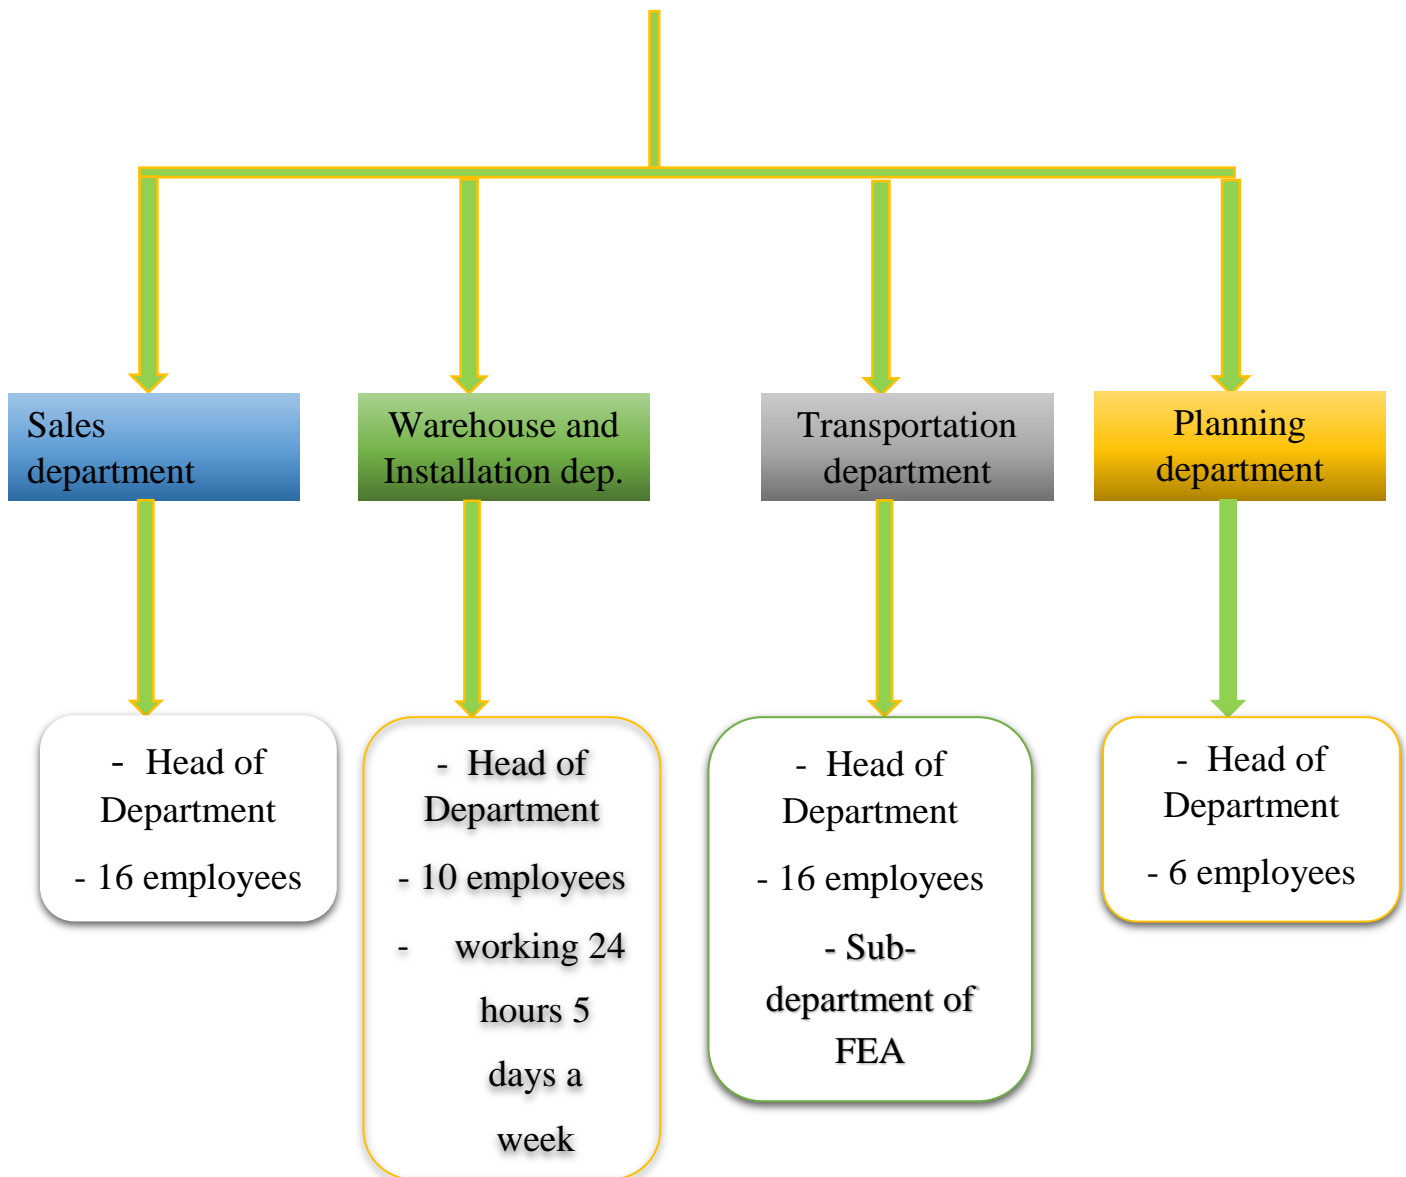 Sales
department
Warehouse and
Installation dep.
Transportation
department
Planning
department
- Head of
Department
- 16 employees
- Head of
Department
- 10 employees
- working 24
hours 5
days a
week
- Head of
Department
- 16 employees
- Sub-
department of
FEA
- Head of
Department
- 6 employees